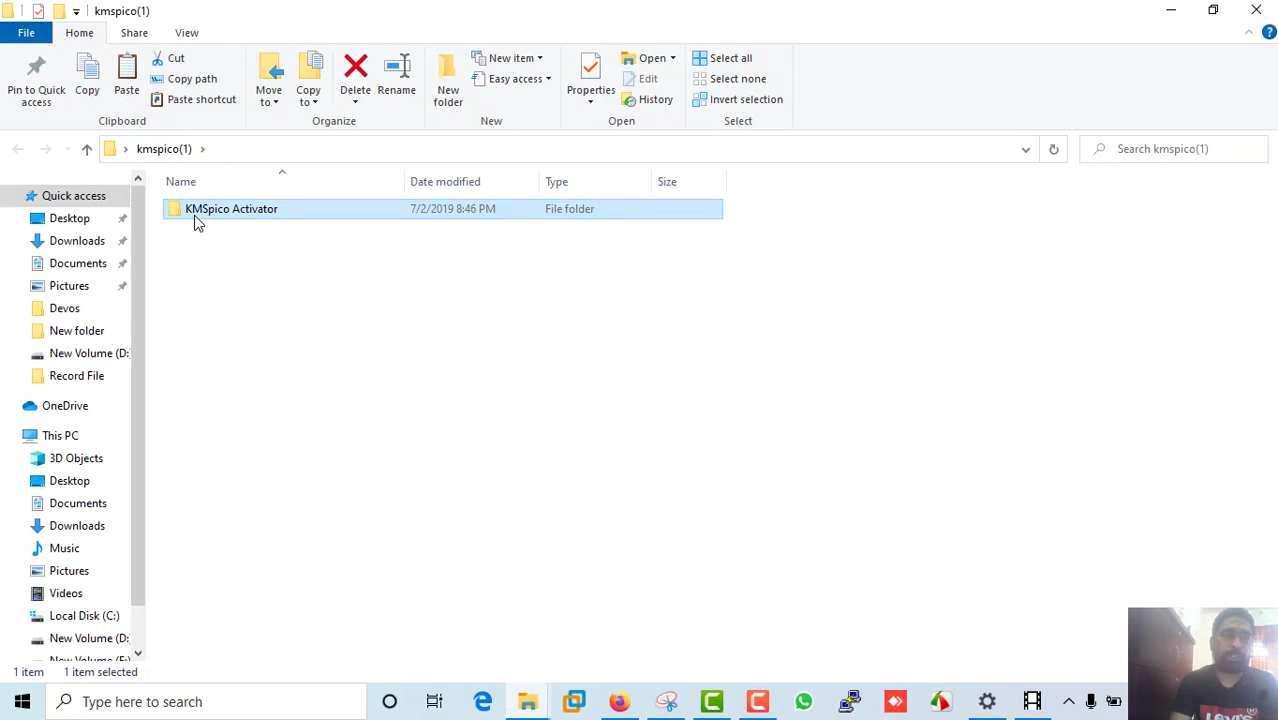 kmspico(1)
File Home Share View
Pin to Quick access
Copy
Paste
Cut
Copy path
Paste shortcut
Clipboard
Move to
Copy to
Delete
Rename
Organize
New folder
New item
Easy access
New
Properties
Open
Edit
History
Open
Select all
Select none
Invert selection
Select
kmspico(1)
Search kmspico(1)
Name Date modified Type Size
KMSpico Activator 7/2/2019 8:46 PM File folder
Quick access
Desktop
Downloads
Documents
Pictures
Devos
New folder
New Volume (D:
Record File
OneDrive
This PC
3D Objects
Desktop
Documents
Downloads
Music
Pictures
Videos
Local Disk (C:)
New Volume (D:
New Volume (E:
1 item 1 item selected
Type here to search
Levi's